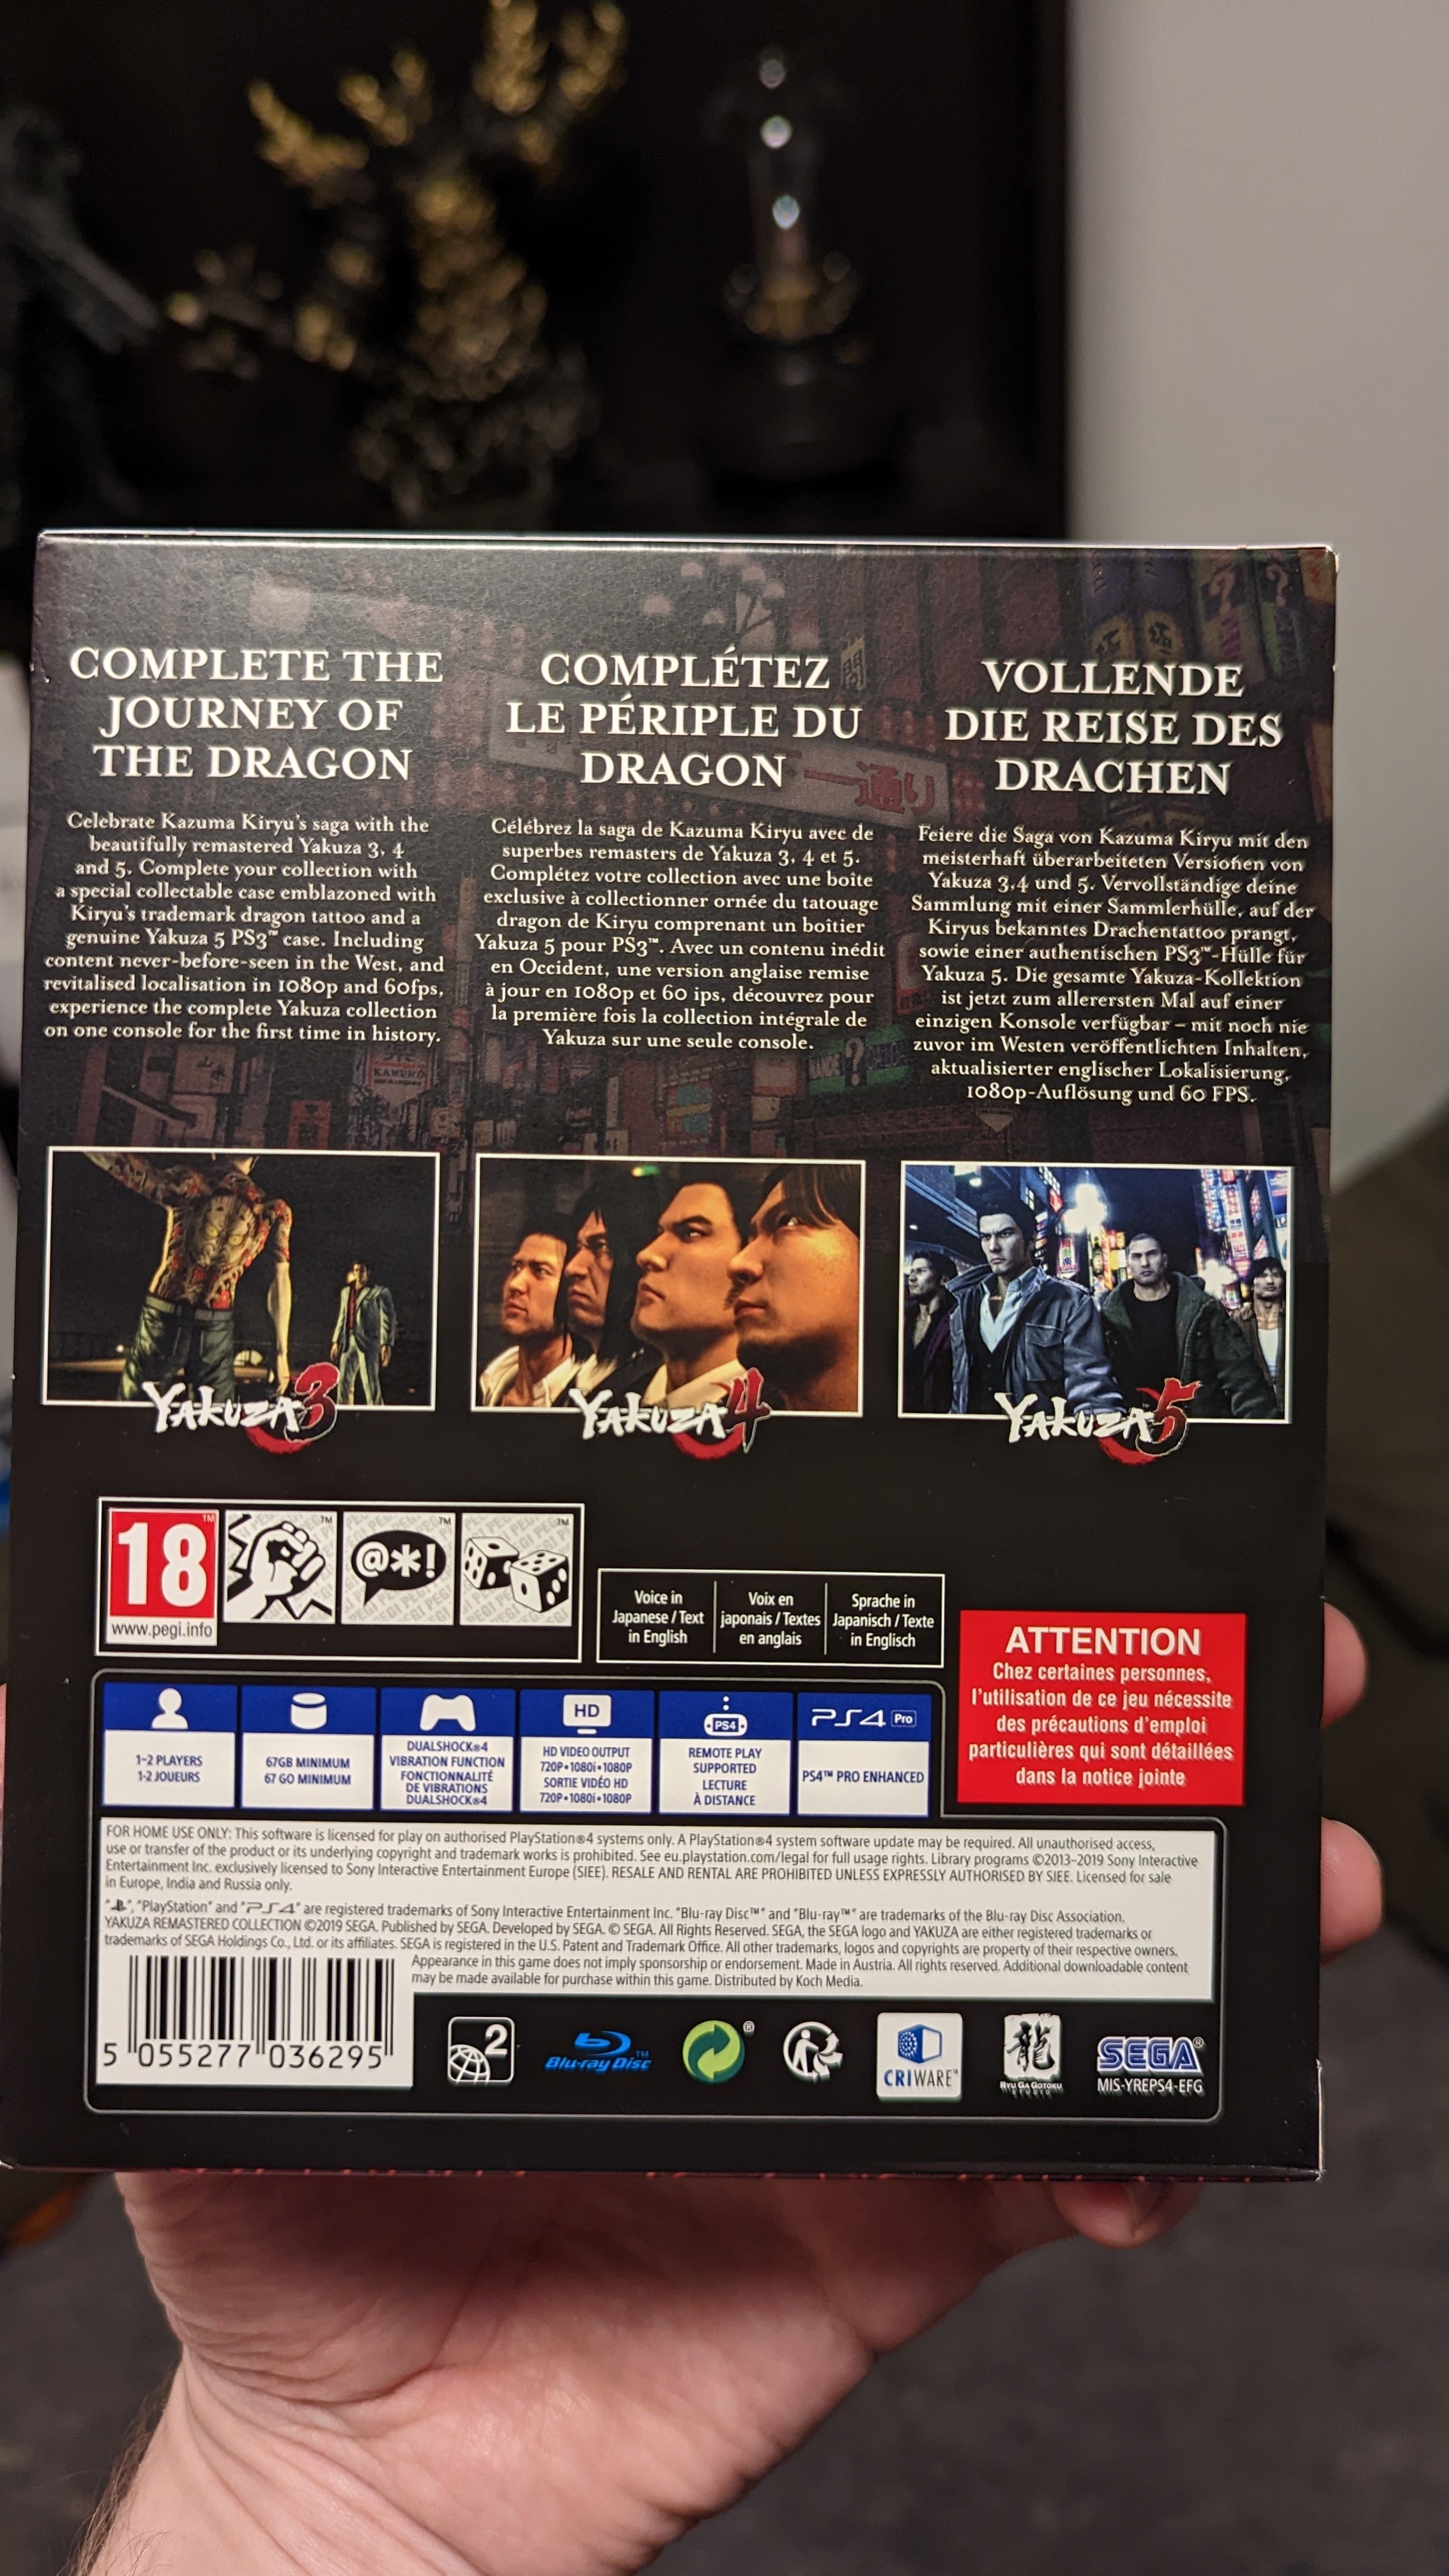 COMPLETE THE
JOURNEY OF
THE DRAGON
Celebrate Kazuma Kiryu's saga with the
beautifully remastered Yakuza 3, 4
and 5. Complete your collection with
a special collectable case emblazoned with
Kiryu's trademark dragon tattoo and a
genuine Yakuza 5 PS3™ case. Including
content never-before-seen in the West, and
revitalised localisation in 1080p and 60fps,
experience the complete Yakuza collection
on one console for the first time in history.
COMPLÉTEZ
LE PÉRIPLE DU
DRAGON
Célébrez la saga de Kazuma Kiryu avec de
superbes remasters de Yakuza 3, 4 et 5.
Complétez votre collection avec une boîte
exclusive à collectionner ornée du tatouage
dragon de Kiryu comprenant un boîtier
Yakuza 5 pour PS3™. Avec un contenu inédit
en Occident, une version anglaise remise
à jour en 1080p et 60 ips, découvrez pour
la première fois la collection intégrale de
Yakuza sur une seule console.
VOLLENDE
DIE REISE DES
DRACHEN
Feiere die Saga von Kazuma Kiryu mit den
meisterhaft überarbeiteten Versionen von
Yakuza 3,4 und 5. Vervollständige deine
Sammlung mit einer Sammlerhülle, auf der
Kiryus bekanntes Drachentattoo prangt,
sowie einer authentischen PS3™-Hülle für
Yakuza 5. Die gesamte Yakuza-Kollektion
ist jetzt zum allerersten Mal auf einer
einzigen Konsole verfügbar – mit noch nie
zuvor im Westen veröffentlichten Inhalten,
aktualisierter englischer Lokalisierung,
1080p-Auflösung und 60 FPS.
一通り
YAKUZA 3
YAKUZA 4
YAKUZA 5
18
www.pegi.info
@*!
Voice in
Japanese / Text
in English
Voix en
japonais / Textes
en anglais
Sprache in
Japanisch / Texte
in Englisch
ATTENTION
Chez certaines personnes,
l'utilisation de ce jeu nécessite
des précautions d'emploi
particulières qui sont détaillées
dans la notice jointe
1-2 PLAYERS
1-2 JOUEURS
67GB MINIMUM
67 GO MINIMUM
DUALSHOCK®4
VIBRATION FUNCTION
FONCTIONNALITÉ
DE VIBRATIONS
DUALSHOCK®4
HD
HD VIDEO OUTPUT
720P•1080i•1080P
SORTIE VIDÉO HD
720P•1080i•1080P
PS4
REMOTE PLAY
SUPPORTED
LECTURE
À DISTANCE
PS4 Pro
PS4™ PRO ENHANCED
FOR HOME USE ONLY: This software is licensed for play on authorised PlayStation®4 systems only. A PlayStation®4 system software update may be required. All unauthorised access,
use or transfer of the product or its underlying copyright and trademark works is prohibited. See eu.playstation.com/legal for full usage rights. Library programs ©2013–2019 Sony Interactive
Entertainment Inc. exclusively licensed to Sony Interactive Entertainment Europe (SIEE). RESALE AND RENTAL ARE PROHIBITED UNLESS EXPRESSLY AUTHORISED BY SIEE. Licensed for sale
in Europe, India and Russia only.
"PlayStation" and "PS4" are registered trademarks of Sony Interactive Entertainment Inc. "Blu-ray Disc™" and "Blu-ray™" are trademarks of the Blu-ray Disc Association.
YAKUZA REMASTERED COLLECTION ©2019 SEGA. Published by SEGA. Developed by SEGA. © SEGA. All Rights Reserved. SEGA, the SEGA logo and YAKUZA are either registered trademarks or
trademarks of SEGA Holdings Co., Ltd. or its affiliates. SEGA is registered in the U.S. Patent and Trademark Office. All other trademarks, logos and copyrights are property of their respective owners.
Appearance in this game does not imply sponsorship or endorsement. Made in Austria. All rights reserved. Additional downloadable content
may be made available for purchase within this game. Distributed by Koch Media.
5 055277 036295
2
Blu-ray Disc™
CRIWARE™
龍
RYU GA GOTOKU
STUDIO
SEGA®
MIS-YREPS4-EFG